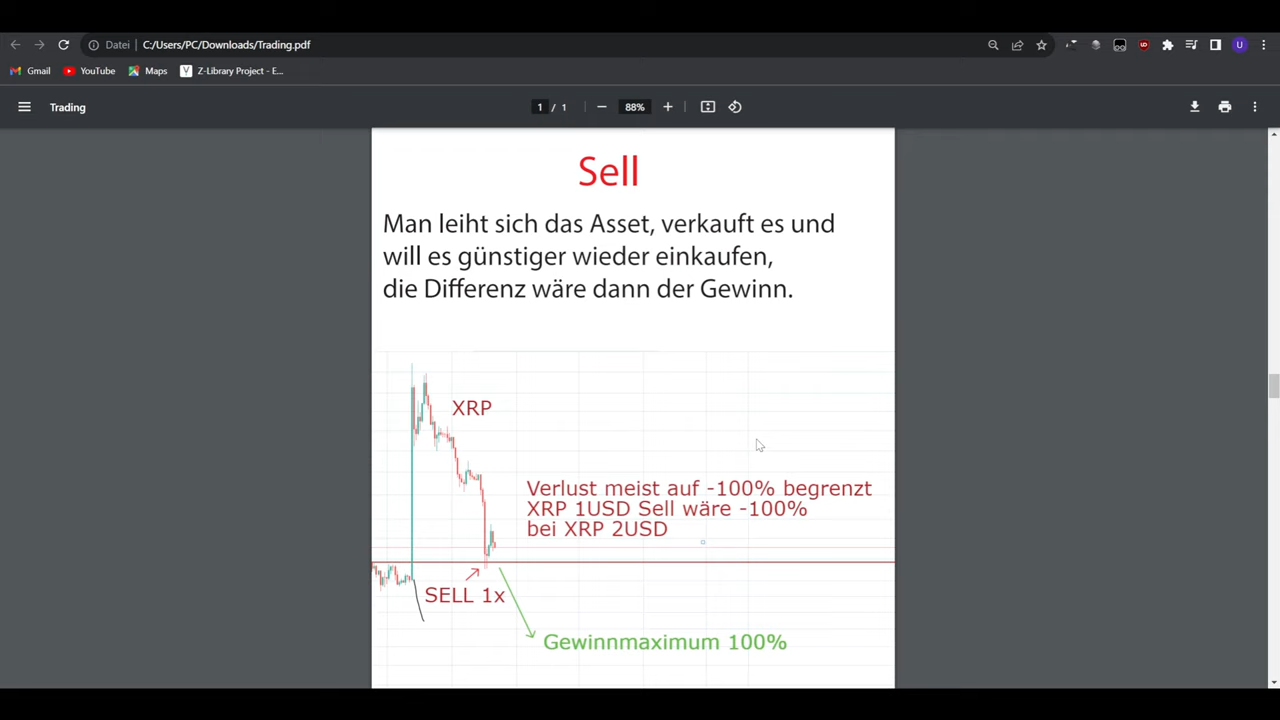 Datei C:/Users/PC/Downloads/Trading.pdf U
Gmail YouTube Maps Z-Library Project - E...
Trading 1 / 1 88%
Sell
Man leiht sich das Asset, verkauft es und
will es günstiger wieder einkaufen,
die Differenz wäre dann der Gewinn.
XRP
Verlust meist auf -100% begrenzt
XRP 1USD Sell wäre -100%
bei XRP 2USD
SELL 1x
Gewinnmaximum 100%